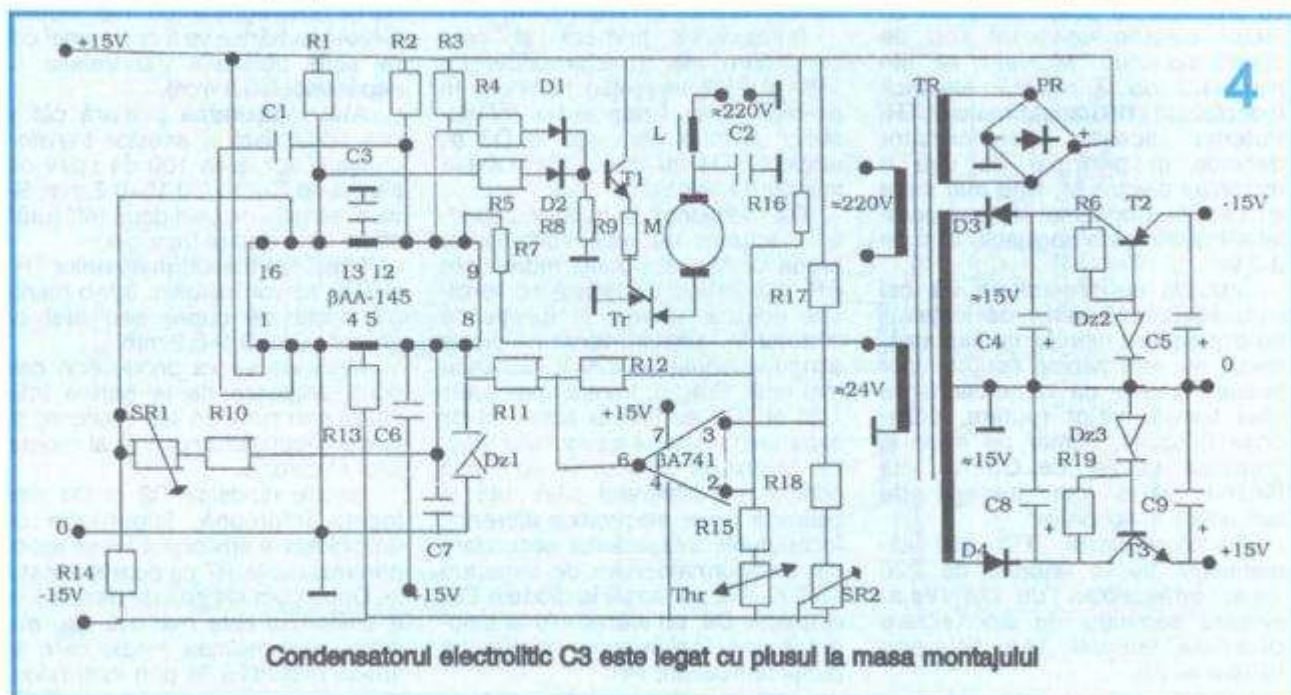 4
+15V
R1
R2
R3
C1
R4
D1
≈220V
TR
PR
+
L
C2
C3
T1
R16
≈220V
R5
D2
R8
R9
M
D3
R6
T2
-15V
R7
16
13 12
9
Tr
R17
βAA-145
≈15V
Dz2
1
4 5
8
C4
C5
0
R12
≈24V
SR1
R10
R11
+15V
7
3
Dz3
R13
C6
6
βA741
≈15V
R19
Dz1
4
2
R18
C8
C9
0
R15
+
C7
D4
T3
+15V
R14
-15V
+15V
Thr
SR2
Condensatorul electrolitic C3 este legat cu plusul la masa montajului